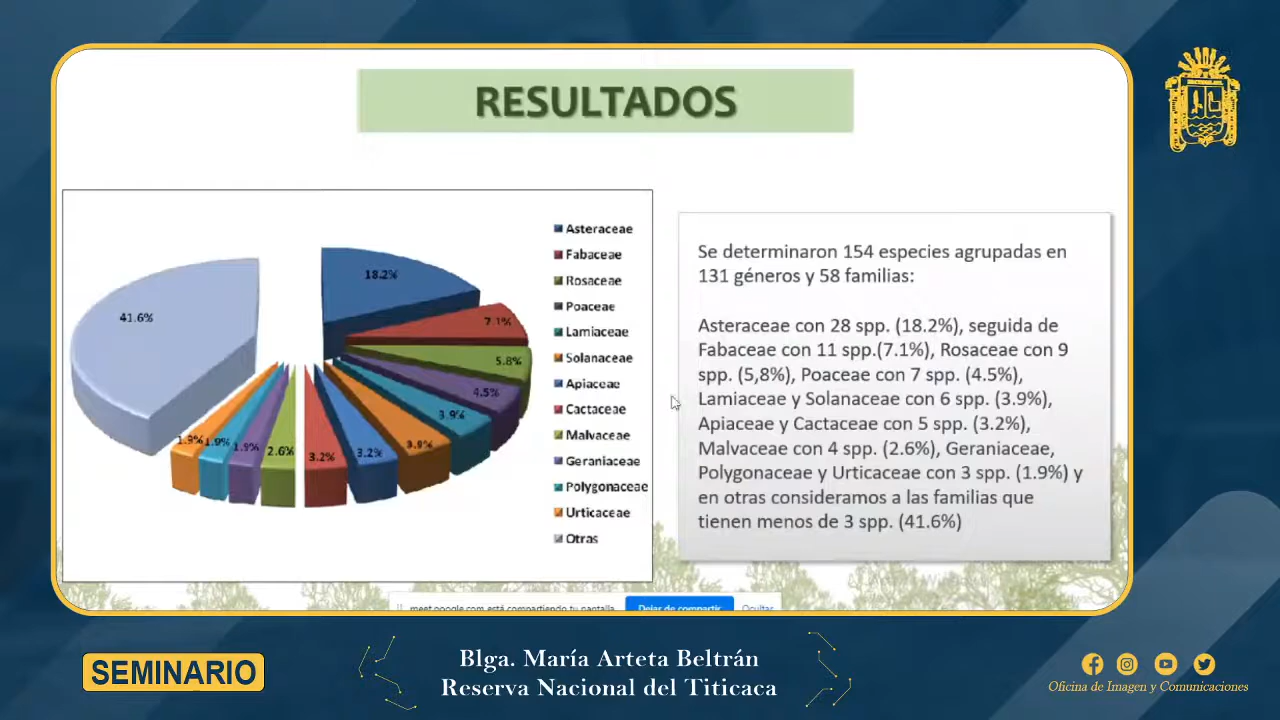 RESULTADOS
Asteraceae
Fabaceae
Rosaceae
Poaceae
Lamiaceae
Solanaceae
Apiaceae
Cactaceae
Malvaceae
Geraniaceae
Polygonaceae
Urticaceae
Otras
18.2%
7.1%
5.8%
4.5%
3.9%
3.9%
3.2%
3.2%
2.6%
1.9%
1.9%
1.9%
41.6%
Se determinaron 154 especies agrupadas en
131 géneros y 58 familias:
Asteraceae con 28 spp. (18.2%), seguida de
Fabaceae con 11 spp.(7.1%), Rosaceae con 9
spp. (5,8%), Poaceae con 7 spp. (4.5%),
Lamiaceae y Solanaceae con 6 spp. (3.9%),
Apiaceae y Cactaceae con 5 spp. (3.2%),
Malvaceae con 4 spp. (2.6%), Geraniaceae,
Polygonaceae y Urticaceae con 3 spp. (1.9%) y
en otras consideramos a las familias que
tienen menos de 3 spp. (41.6%)
meet.google.com está compartiendo tu pantalla.
Dejar de compartir
Ocultar
SEMINARIO
Blga. María Arteta Beltrán
Reserva Nacional del Titicaca
Oficina de Imagen y Comunicaciones